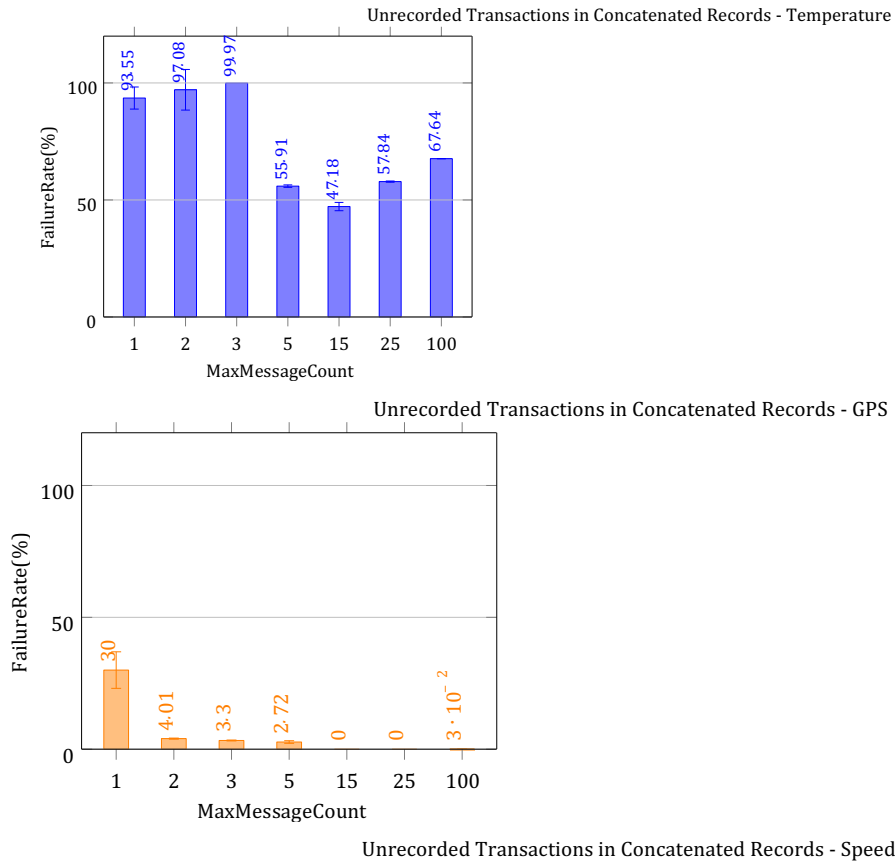 Unrecorded Transactions in Concatenated Records - Temperature
93.55
97.08
99.97
55.91
47.18
57.84
67.64
100
50
0
FailureRate(%)
1 2 3 5 15 25 100
MaxMessageCount
Unrecorded Transactions in Concatenated Records - GPS
30
4.01
3.3
2.72
0
0
3 · 10⁻²
100
50
0
FailureRate(%)
1 2 3 5 15 25 100
MaxMessageCount
Unrecorded Transactions in Concatenated Records - Speed